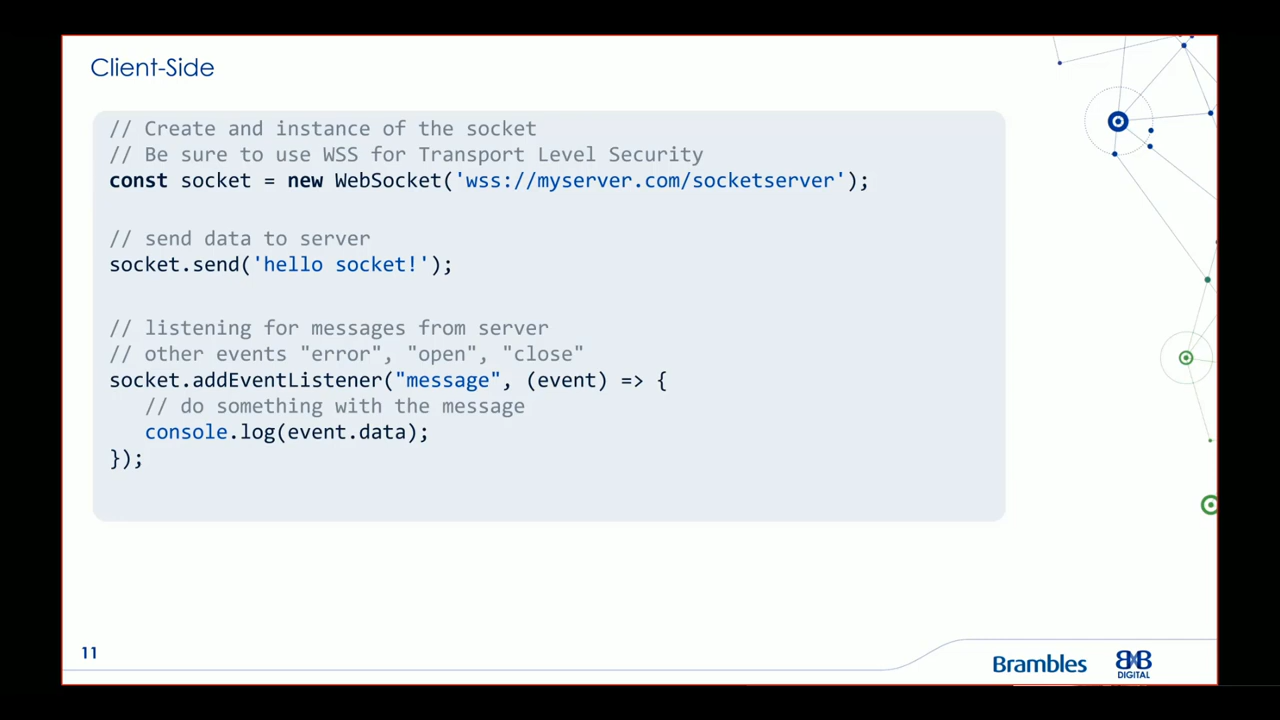 Client-Side
// Create and instance of the socket
// Be sure to use WSS for Transport Level Security
const socket = new WebSocket('wss://myserver.com/socketserver');
// send data to server
socket.send('hello socket!');
// listening for messages from server
// other events "error", "open", "close"
socket.addEventListener("message", (event) => {
// do something with the message
console.log(event.data);
});
11
Brambles
BXB
DIGITAL